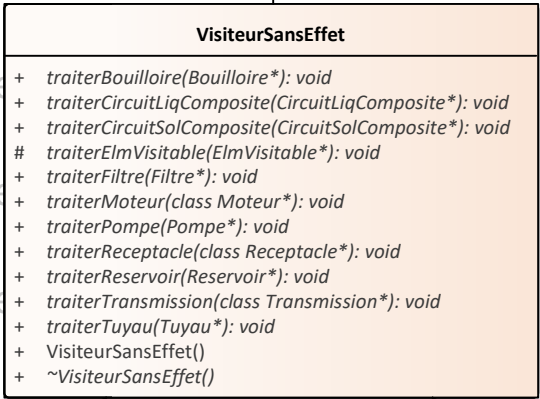 VisiteurSansEffet
+ traiterBouilloire(Bouilloire*): void
+ traiterCircuitLiqComposite(CircuitLiqComposite*): void
+ traiterCircuitSolComposite(CircuitSolComposite*): void
# traiterElmVisitable(ElmVisitable*): void
+ traiterFiltre(Filtre*): void
+ traiterMoteur(class Moteur*): void
+ traiterPompe(Pompe*): void
+ traiterReceptacle(class Receptacle*): void
+ traiterReservoir(Reservoir*): void
+ traiterTransmission(class Transmission*): void
+ traiterTuyau(Tuyau*): void
+ VisiteurSansEffet()
+ ~VisiteurSansEffet()